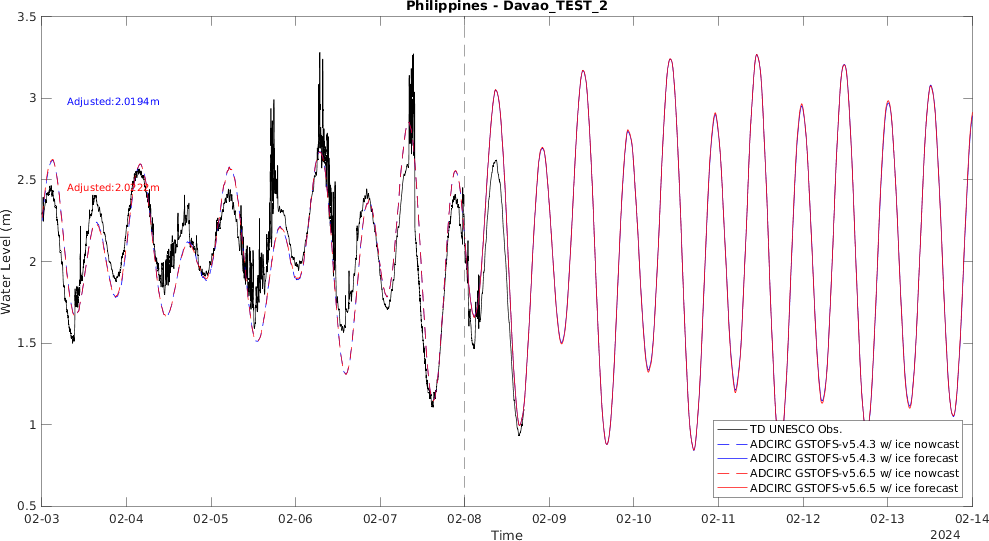 Philippines - Davao_TEST_2
3.5
3
2.5
2
1.5
1
0.5
Water Level (m)
Adjusted:2.0194m
Adjusted:2.0222m
TD UNESCO Obs.
ADCIRC GSTOFS-v5.4.3 w/ ice nowcast
ADCIRC GSTOFS-v5.4.3 w/ ice forecast
ADCIRC GSTOFS-v5.6.5 w/ ice nowcast
ADCIRC GSTOFS-v5.6.5 w/ ice forecast
02-03 02-04 02-05 02-06 02-07 02-08 02-09 02-10 02-11 02-12 02-13 02-14
Time
2024